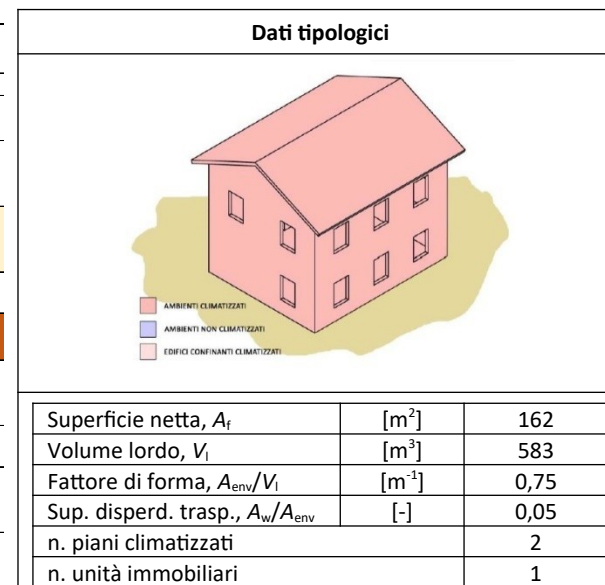 Dati tipologici
AMBIENTI CLIMATIZZATI
AMBIENTI NON CLIMATIZZATI
EDIFICI CONFINANTI CLIMATIZZATI
Superficie netta, Af [m²] 162
Volume lordo, Vl [m³] 583
Fattore di forma, Aenv/Vl [m⁻¹] 0,75
Sup. disperd. trasp., Aw/Aenv [-] 0,05
n. piani climatizzati 2
n. unità immobiliari 1